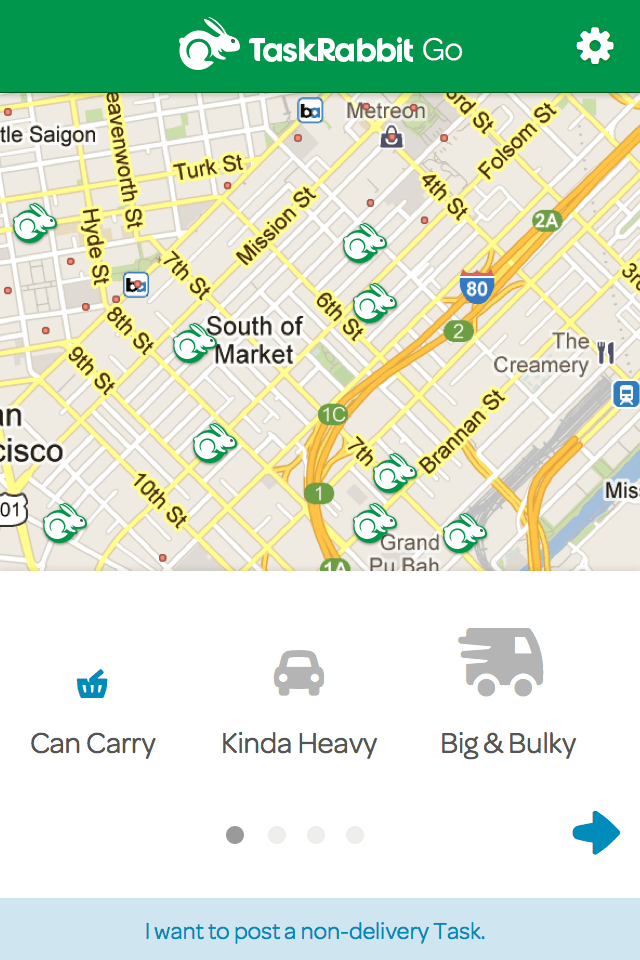 TaskRabbit Go
Metreon
ord St
Folsom St
eavenworth St
tle Saigon
Turk St
4th St
Mission St
2A
Hyde St
7th St
80
3r
6th St
8th St
South of
Market
2
The
Creamery
9th St
1C
an
cisco
Brannan St
7th
10th St
1
01
Mis
Grand
Pu Bah
1A
Can Carry
Kinda Heavy
Big & Bulky
I want to post a non-delivery Task.